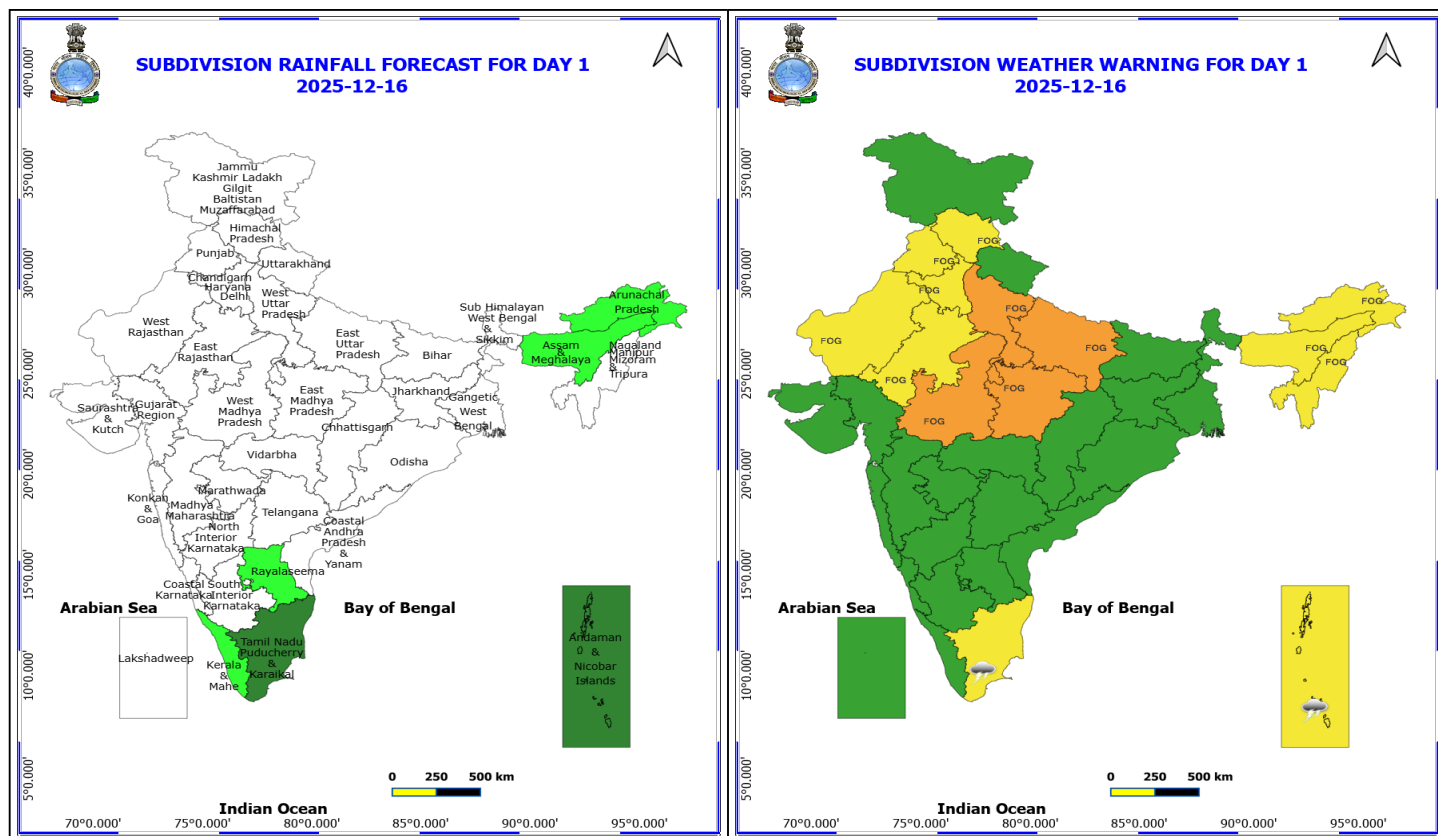 SUBDIVISION RAINFALL FORECAST FOR DAY 1
2025-12-16
Jammu
Kashmir Ladakh
Gilgit
Baltistan
Muzaffarabad
Himachal
Pradesh
Punjab
Uttarakhand
Chandigarh
Haryana
Delhi
West
Uttar
Pradesh
West
Rajasthan
East
Rajasthan
East
Uttar
Pradesh
Bihar
Sub Himalayan
West Bengal
&
Sikkim
Arunachal
Pradesh
Assam
&
Meghalaya
Nagaland
Manipur
Mizoram
&
Tripura
Saurashtra
&
Kutch
Gujarat
Region
West
Madhya
Pradesh
East
Madhya
Pradesh
Jharkhand
Gangetic
West
Bengal
Chhattisgarh
Vidarbha
Odisha
Konkan
&
Goa
Madhya
Maharashtra
Marathwada
Telangana
North
Interior
Karnataka
Coastal
Andhra
Pradesh
&
Yanam
Rayalaseema
Coastal
Karnataka
South
Interior
Karnataka
Arabian Sea
Bay of Bengal
Lakshadweep
Kerala
&
Mahe
Tamil Nadu
Puducherry
&
Karaikal
Andaman
&
Nicobar
Islands
0 250 500 km
Indian Ocean
40°0.000'
35°0.000'
30°0.000'
25°0.000'
20°0.000'
15°0.000'
10°0.000'
5°0.000'
70°0.000' 75°0.000' 80°0.000' 85°0.000' 90°0.000' 95°0.000'
SUBDIVISION WEATHER WARNING FOR DAY 1
2025-12-16
FOG
FOG
FOG
FOG
FOG
FOG
FOG
FOG
FOG
FOG
FOG
FOG
FOG
Arabian Sea
Bay of Bengal
0 250 500 km
Indian Ocean
40°0.000'
35°0.000'
30°0.000'
25°0.000'
20°0.000'
15°0.000'
10°0.000'
5°0.000'
70°0.000' 75°0.000' 80°0.000' 85°0.000' 90°0.000' 95°0.000'